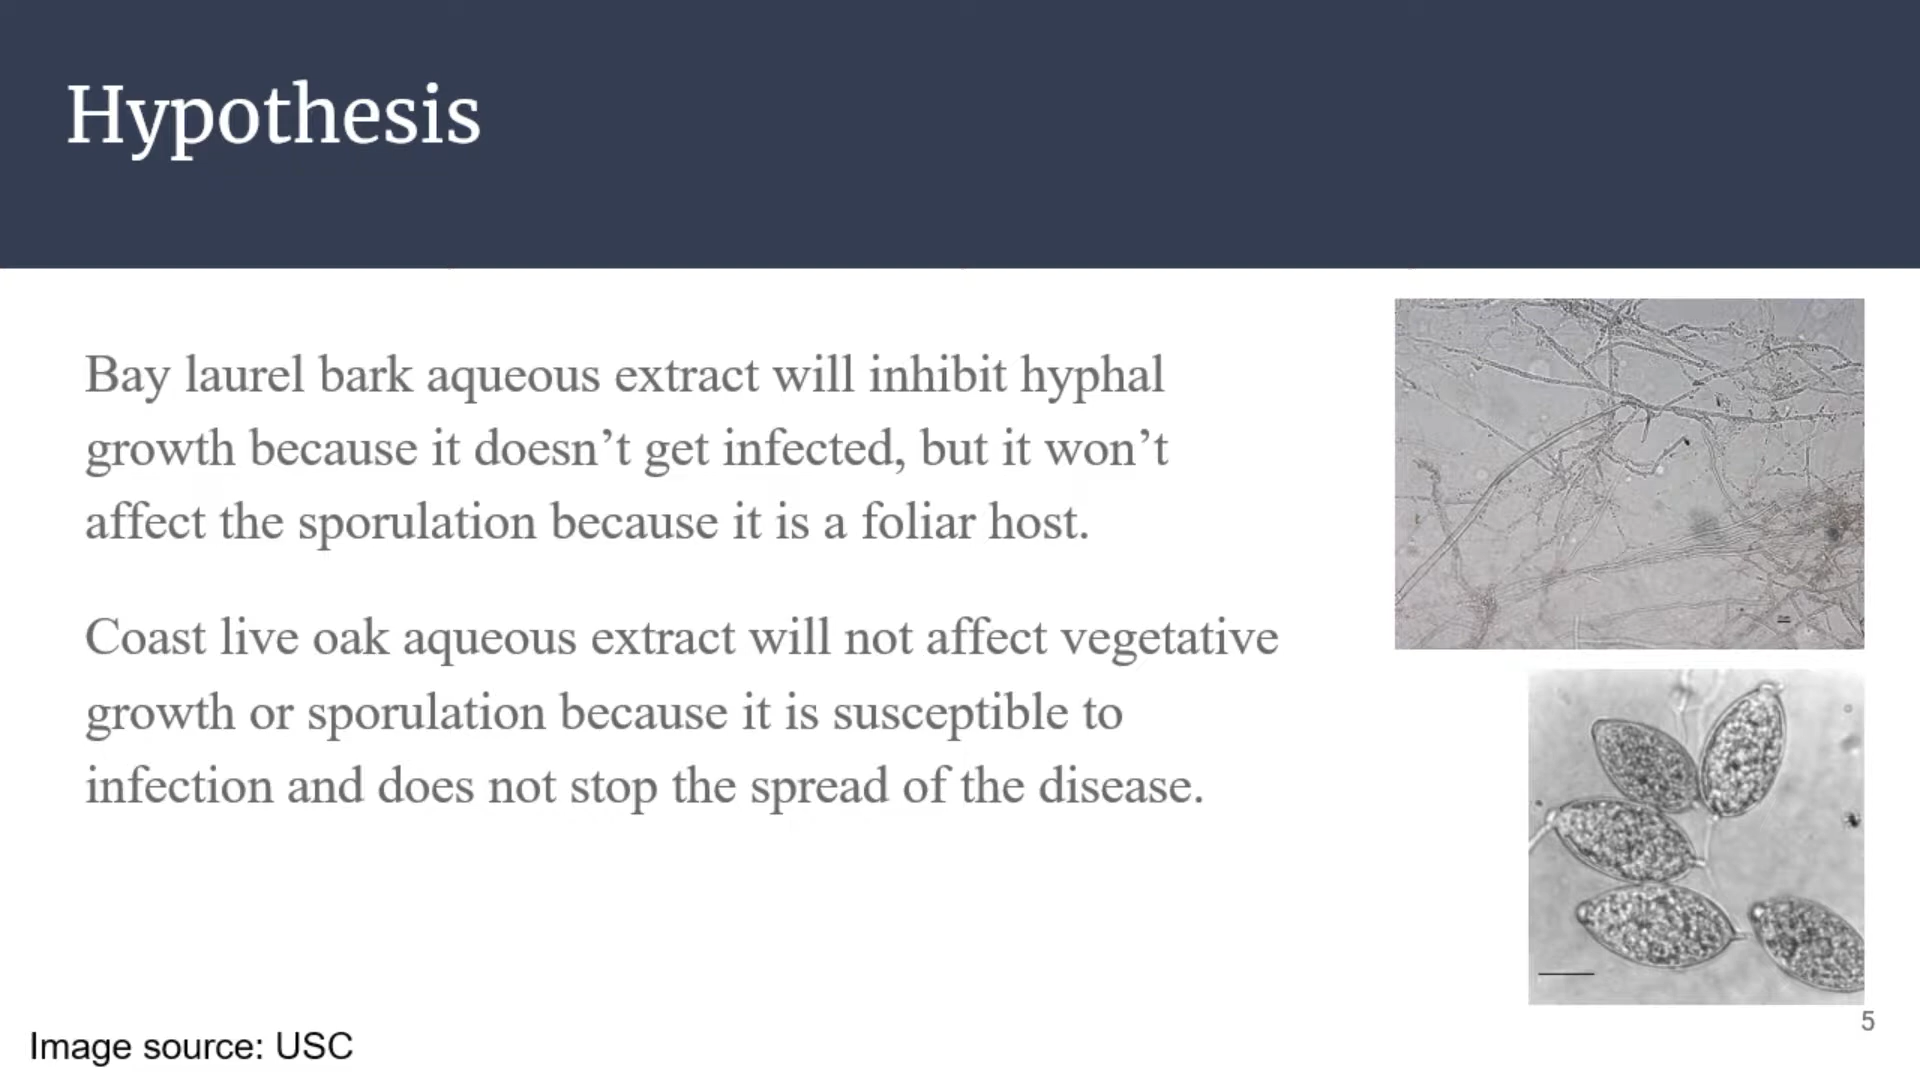 Hypothesis
Bay laurel bark aqueous extract will inhibit hyphal
growth because it doesn’t get infected, but it won’t
affect the sporulation because it is a foliar host.
Coast live oak aqueous extract will not affect vegetative
growth or sporulation because it is susceptible to
infection and does not stop the spread of the disease.
5
Image source: USC